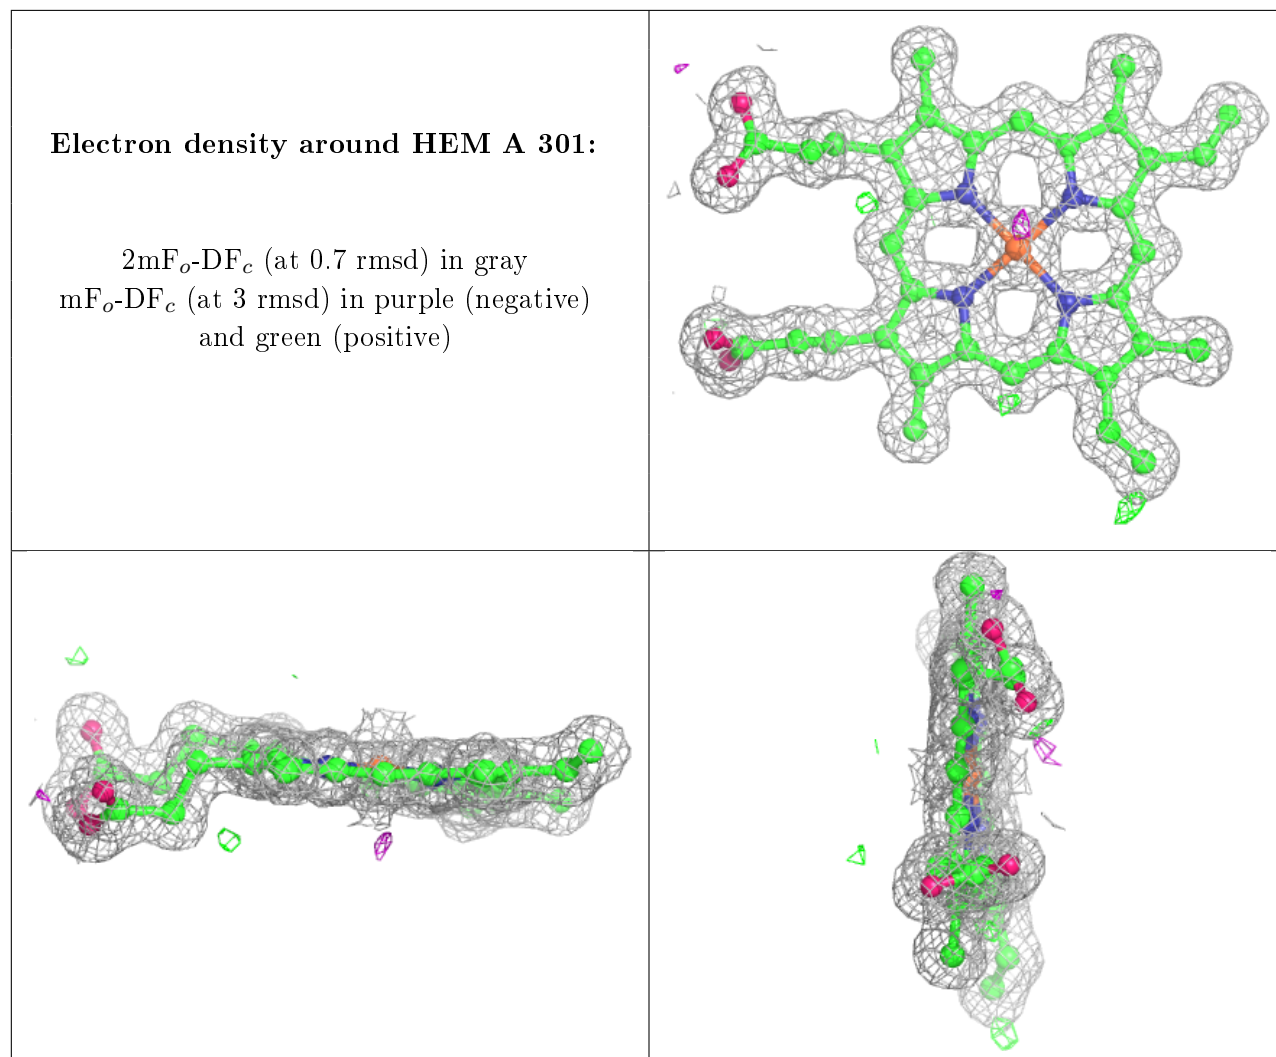 Electron density around HEM A 301:
2mFₒ-DF𝒸 (at 0.7 rmsd) in gray
mFₒ-DF𝒸 (at 3 rmsd) in purple (negative)
and green (positive)